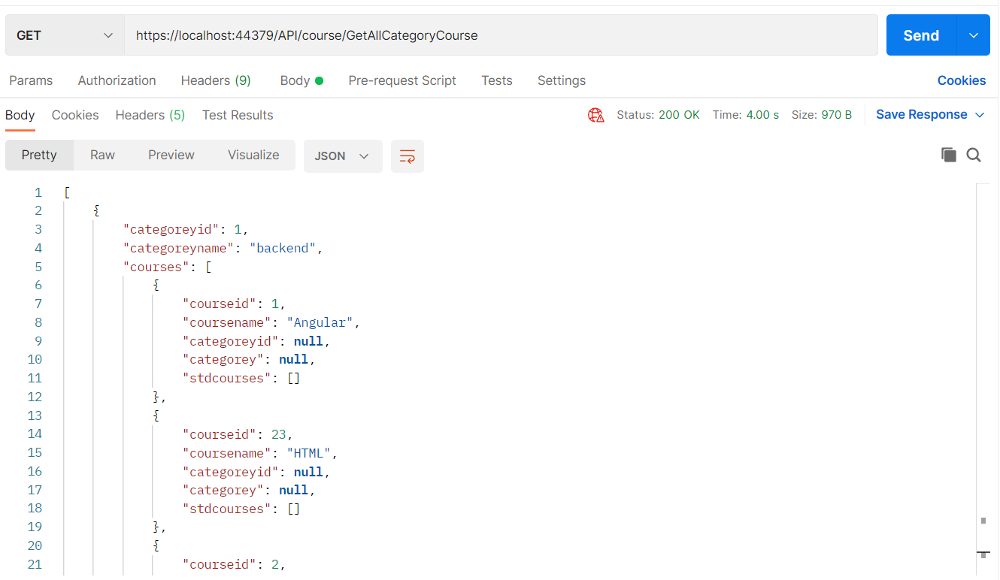 GET https://localhost:44379/API/course/GetAllCategoryCourse Send
Params Authorization Headers (9) Body Pre-request Script Tests Settings Cookies
Body Cookies Headers (5) Test Results Status: 200 OK Time: 4.00 s Size: 970 B Save Response
Pretty Raw Preview Visualize JSON
1 [
2 {
3 "categoreyid": 1,
4 "categoreyname": "backend",
5 "courses": [
6 {
7 "courseid": 1,
8 "coursename": "Angular",
9 "categoreyid": null,
10 "categorey": null,
11 "stdcourses": []
12 },
13 {
14 "courseid": 23,
15 "coursename": "HTML",
16 "categoreyid": null,
17 "categorey": null,
18 "stdcourses": []
19 },
20 {
21 "courseid": 2,